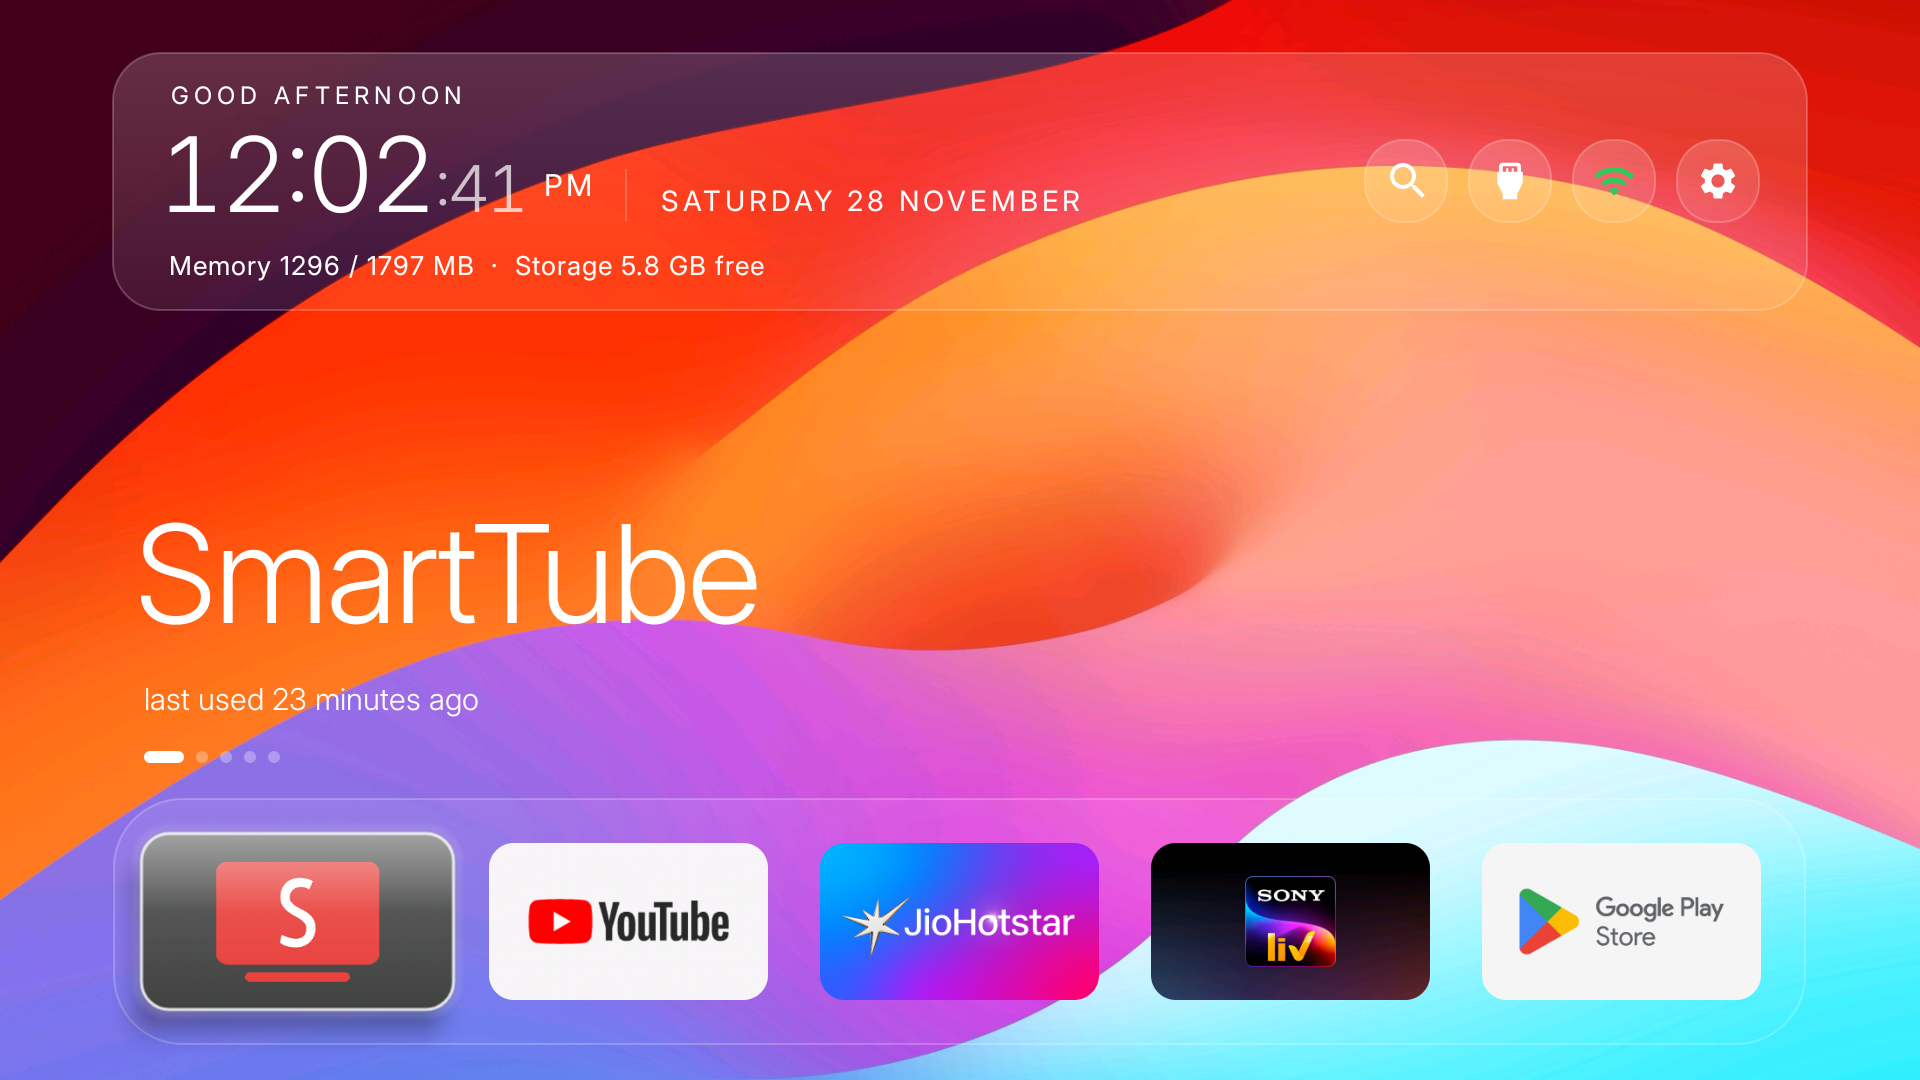 GOOD AFTERNOON
12:02:41 PM
SATURDAY 28 NOVEMBER
Memory 1296 / 1797 MB · Storage 5.8 GB free
SmartTube
last used 23 minutes ago
S
YouTube
JioHotstar
SONY
liv
Google Play
Store